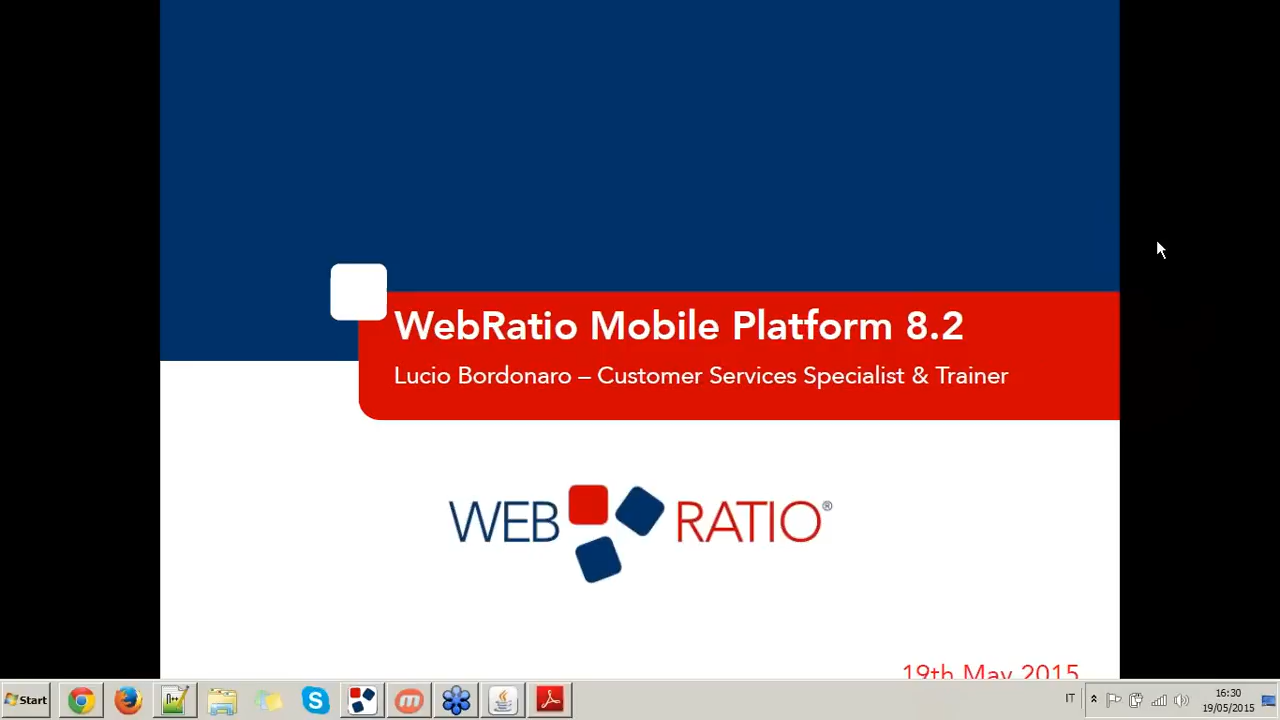 WebRatio Mobile Platform 8.2
Lucio Bordonaro – Customer Services Specialist & Trainer
WEB RATIO®
19th May 2015
Start
IT
16:30
19/05/2015